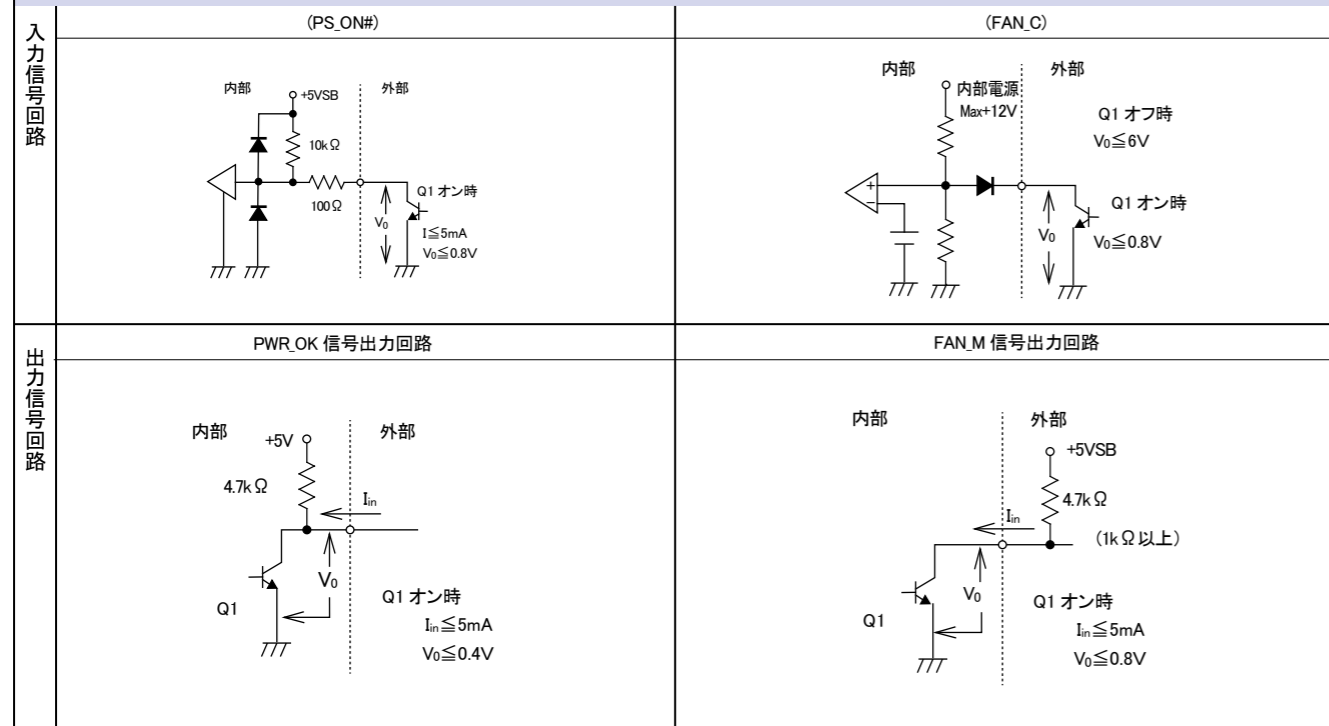 入力信号回路
(PS_ON#)
内部
+5VSB
外部
10kΩ
100Ω
V0
Q1 オン時
I≦5mA
V0≦0.8V
(FAN_C)
内部
外部
内部電源
Max+12V
Q1 オフ時
V0≦6V
+
−
V0
Q1 オン時
V0≦0.8V
出力信号回路
PWR_OK 信号出力回路
内部
+5V
外部
4.7kΩ
Iin
V0
Q1
Q1 オン時
Iin≦5mA
V0≦0.4V
FAN_M 信号出力回路
内部
外部
+5VSB
4.7kΩ
Iin
(1kΩ以上)
V0
Q1
Q1 オン時
Iin≦5mA
V0≦0.8V